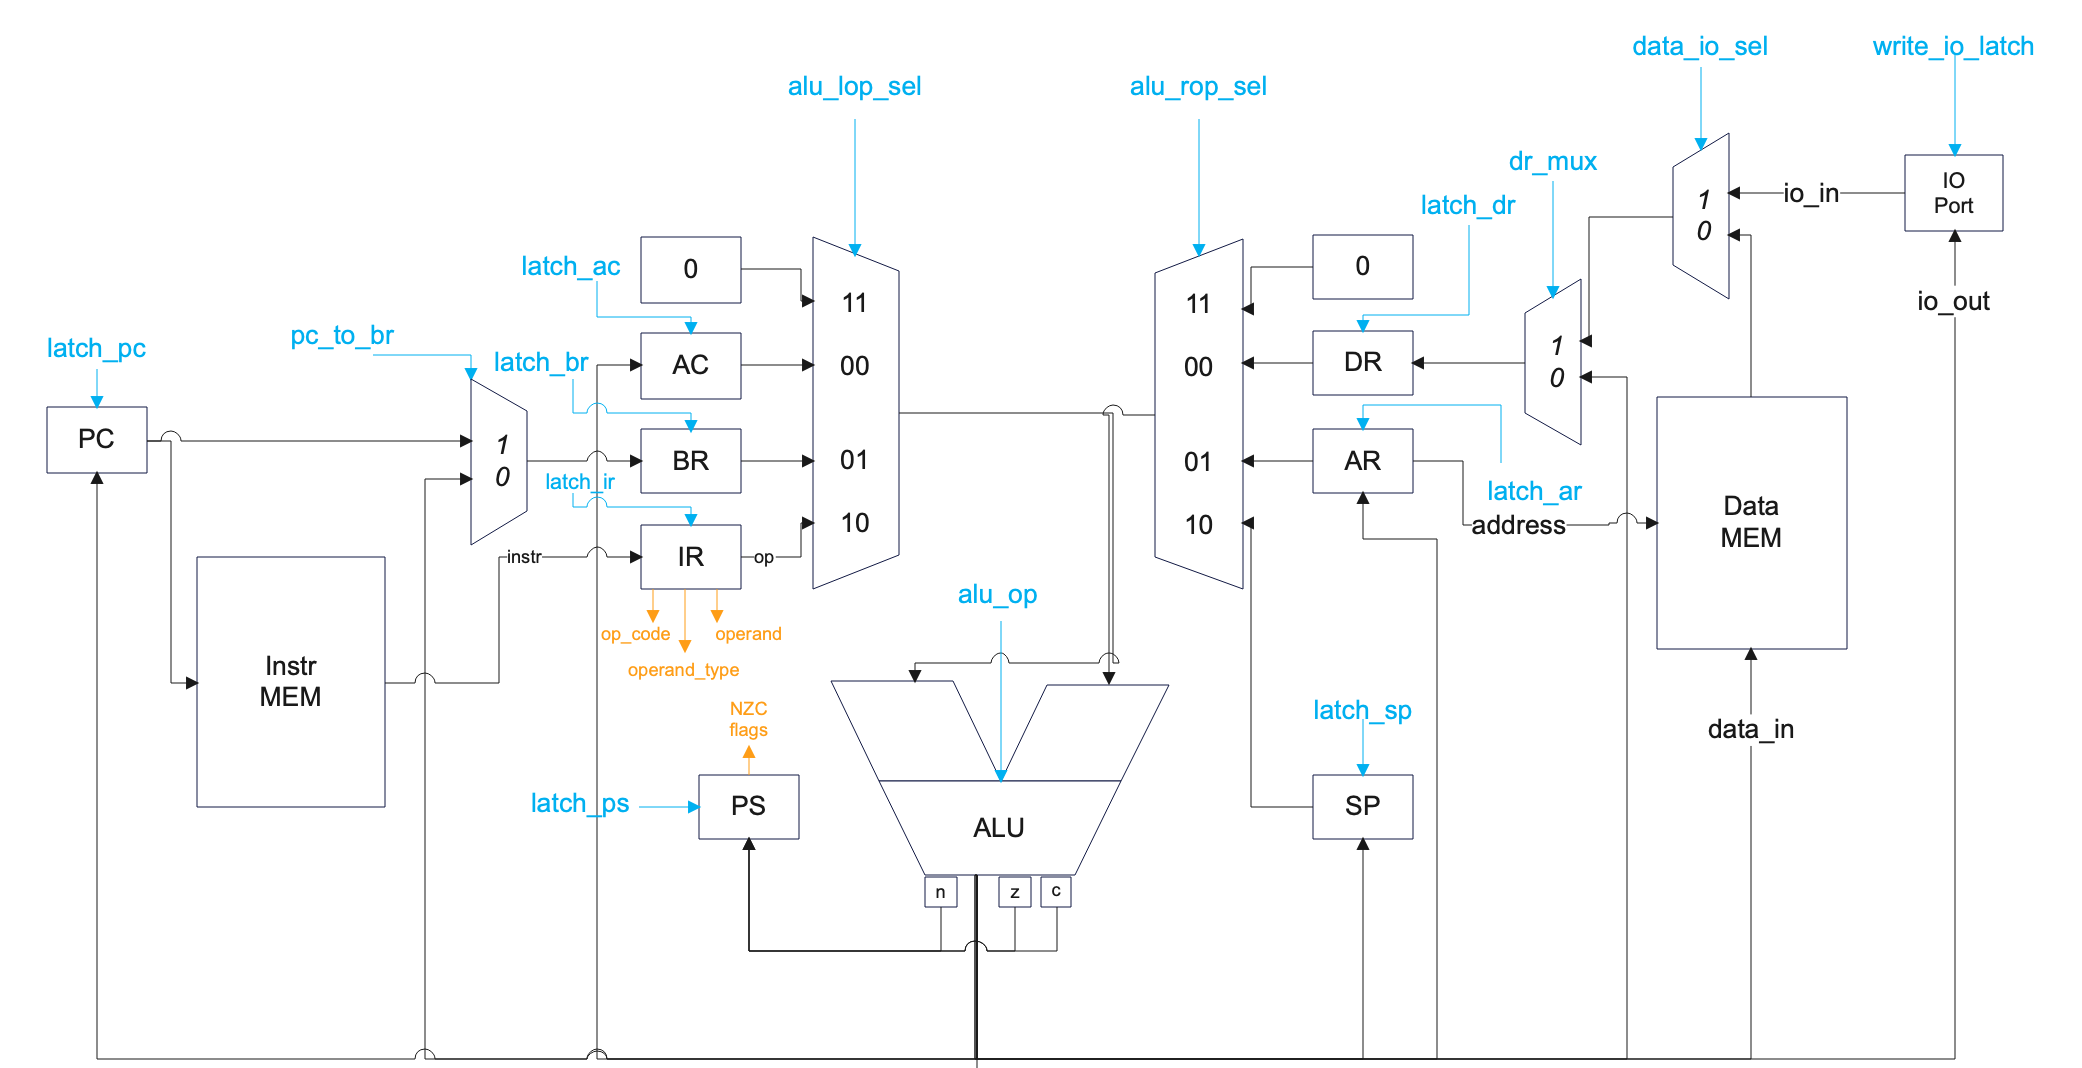 data_io_sel
write_io_latch
alu_lop_sel
alu_rop_sel
dr_mux
latch_dr
IO
Port
io_in
1
0
latch_ac
0
0
io_out
11
11
latch_pc
pc_to_br
latch_br
AC
00
00
DR
1
0
PC
1
0
BR
01
01
AR
latch_ir
latch_ar
address
Data
MEM
instr
IR
op
10
10
alu_op
op_code
operand
operand_type
Instr
MEM
NZC
flags
latch_sp
data_in
latch_ps
PS
ALU
SP
n
z
c